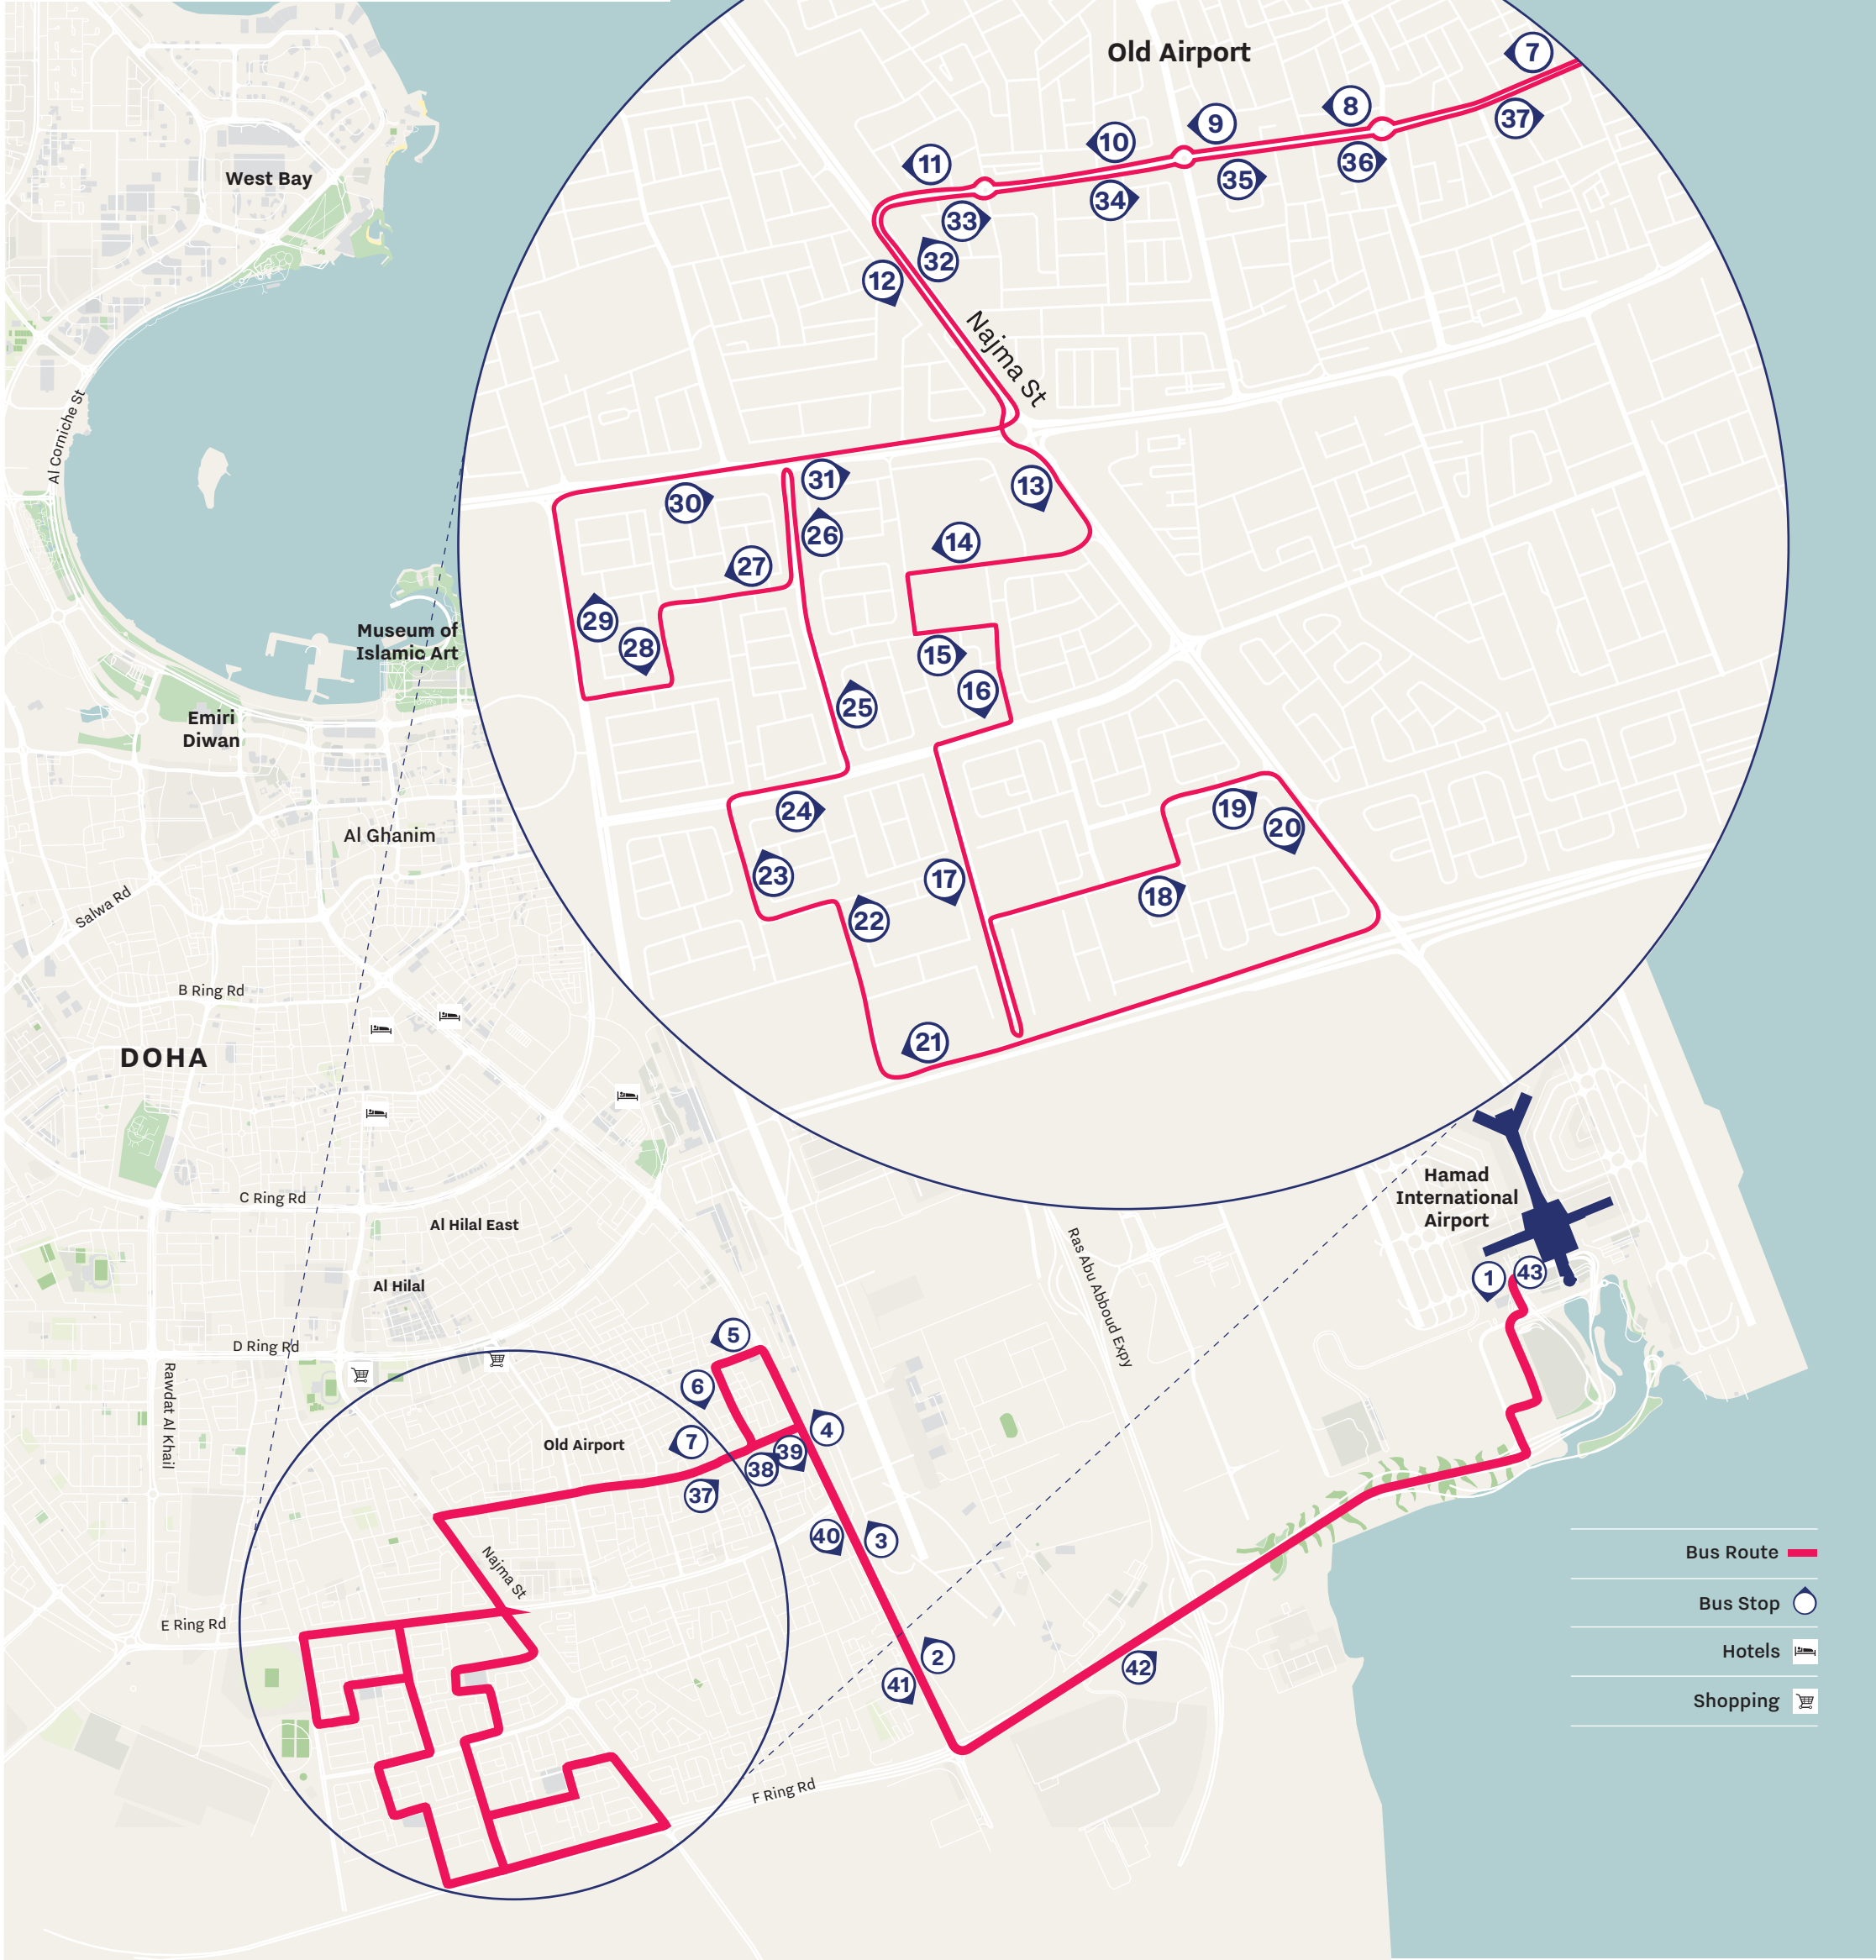 Old Airport
7
8
37
9
36
10
35
11
34
33
32
12
Najma St
West Bay
Al Corniche St
31
13
30
26
14
27
29
28
15
16
25
Museum of
Islamic Art
Emiri
Diwan
24
19
20
Al Ghanim
23
17
18
22
Salwa Rd
21
B Ring Rd
DOHA
C Ring Rd
Al Hilal East
Al Hilal
D Ring Rd
Rawdat Al Khail
Ras Abu Abboud Expy
Hamad
International
Airport
1
43
5
6
4
7
39
38
37
Old Airport
40
3
Najma St
E Ring Rd
2
41
42
F Ring Rd
Bus Route
Bus Stop
Hotels
Shopping